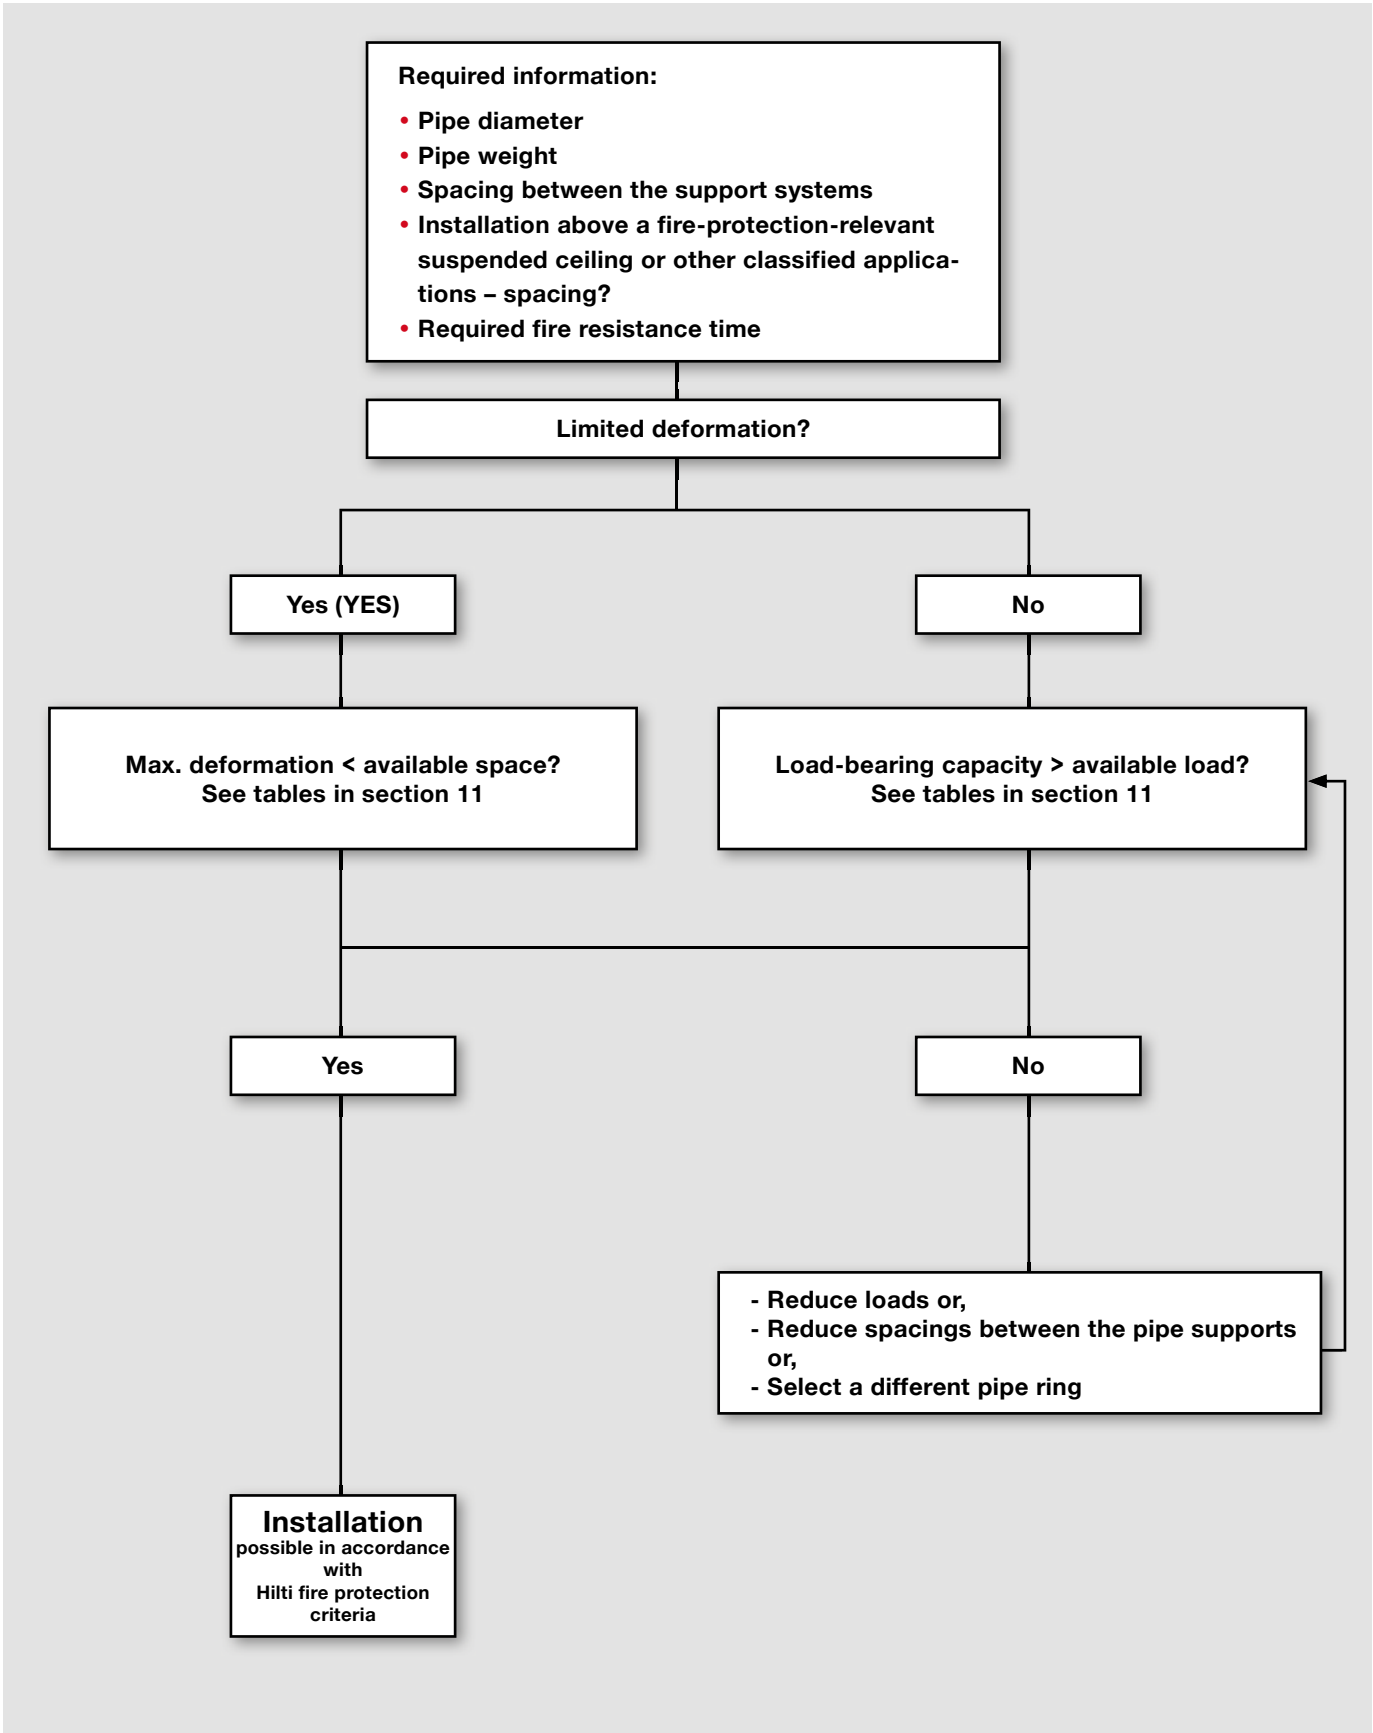 Required information:
• Pipe diameter
• Pipe weight
• Spacing between the support systems
• Installation above a fire-protection-relevant
suspended ceiling or other classified applica-
tions – spacing?
• Required fire resistance time
Limited deformation?
Yes (YES)
No
Max. deformation < available space?
See tables in section 11
Load-bearing capacity > available load?
See tables in section 11
Yes
No
- Reduce loads or,
- Reduce spacings between the pipe supports
or,
- Select a different pipe ring
Installation
possible in accordance
with
Hilti fire protection
criteria